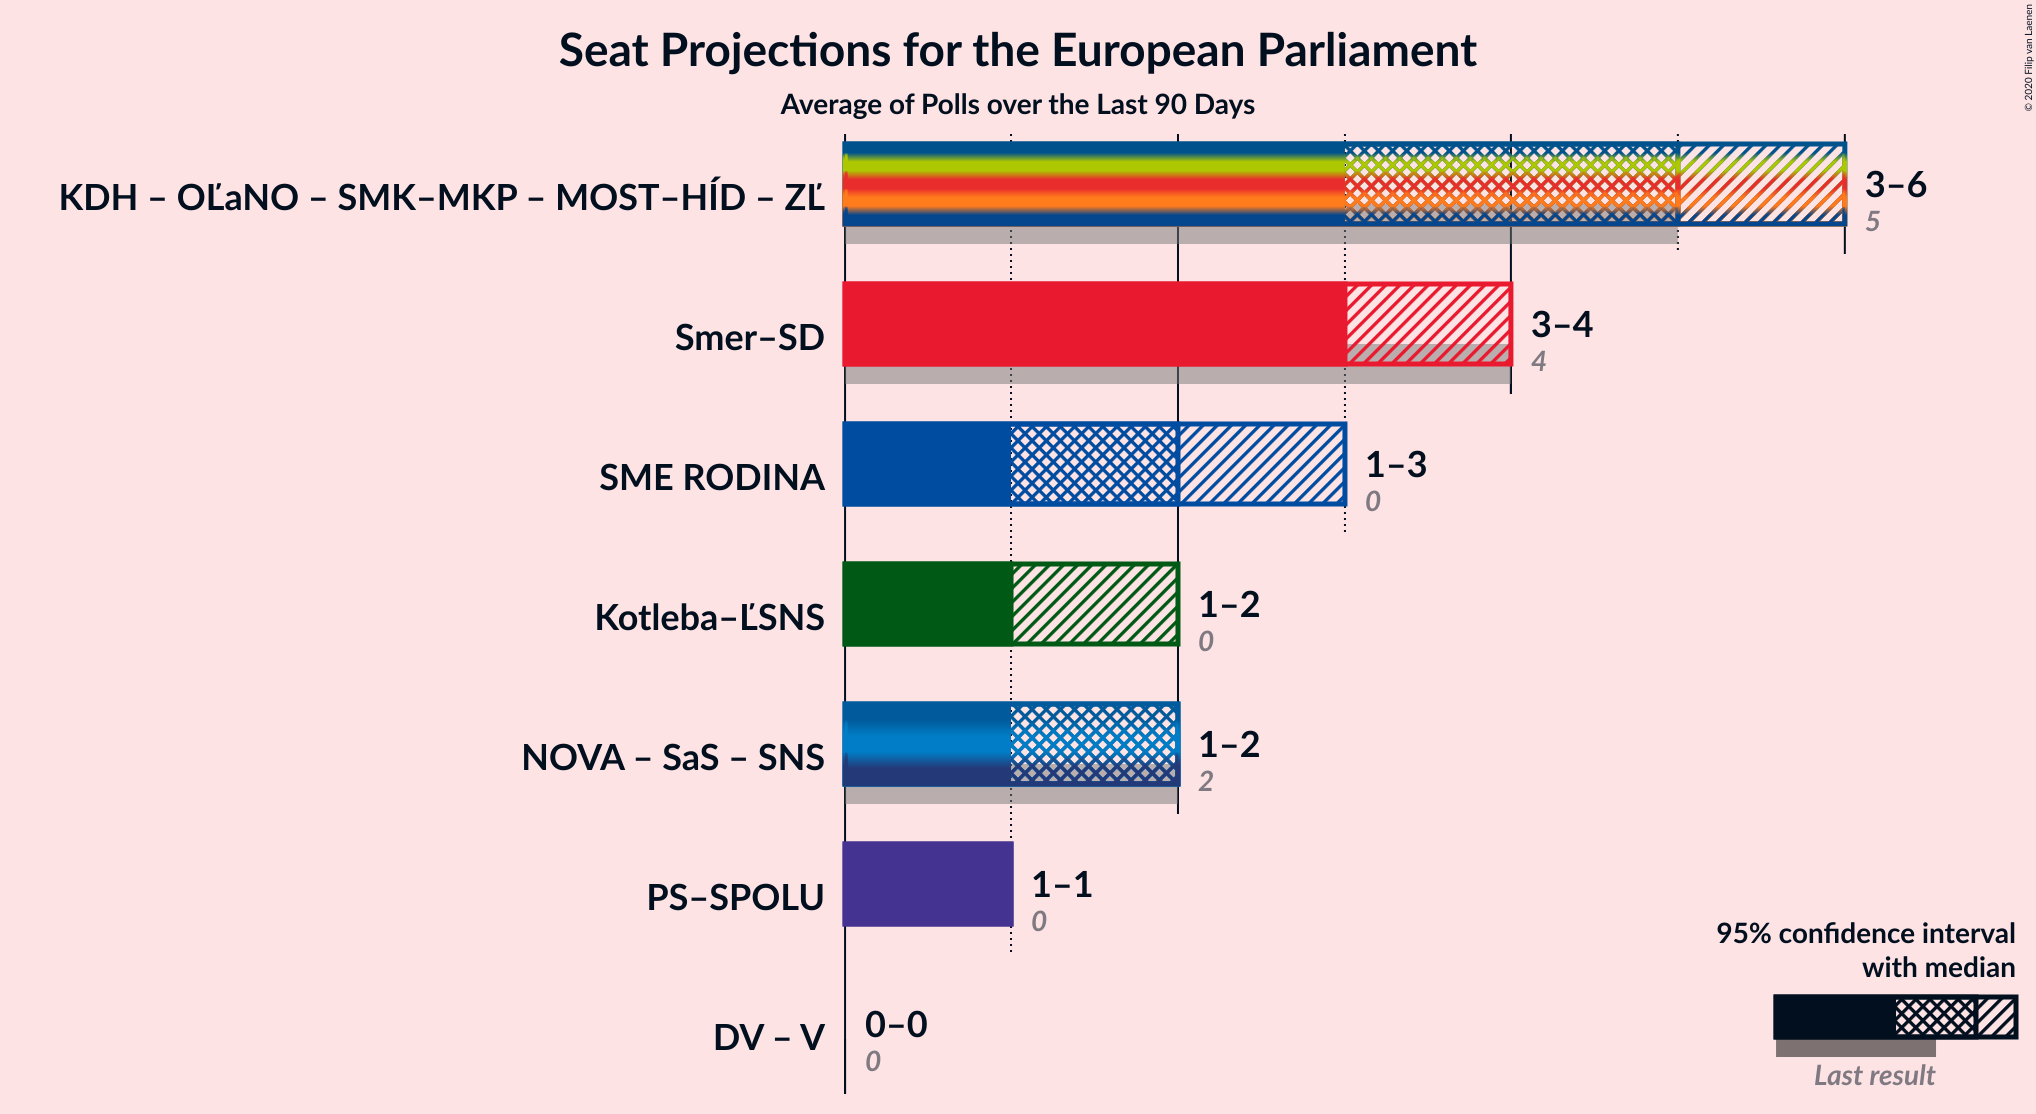 Seat Projections for the European Parliament
Average of Polls over the Last 90 Days
© 2020 Filip van Laenen
KDH – OĽaNO – SMK–MKP – MOST–HÍD – ZĽ
3–6
5
Smer–SD
3–4
4
SME RODINA
1–3
0
Kotleba–ĽSNS
1–2
0
NOVA – SaS – SNS
1–2
2
PS–SPOLU
1–1
0
DV – V
0–0
0
95% confidence interval
with median
Last result